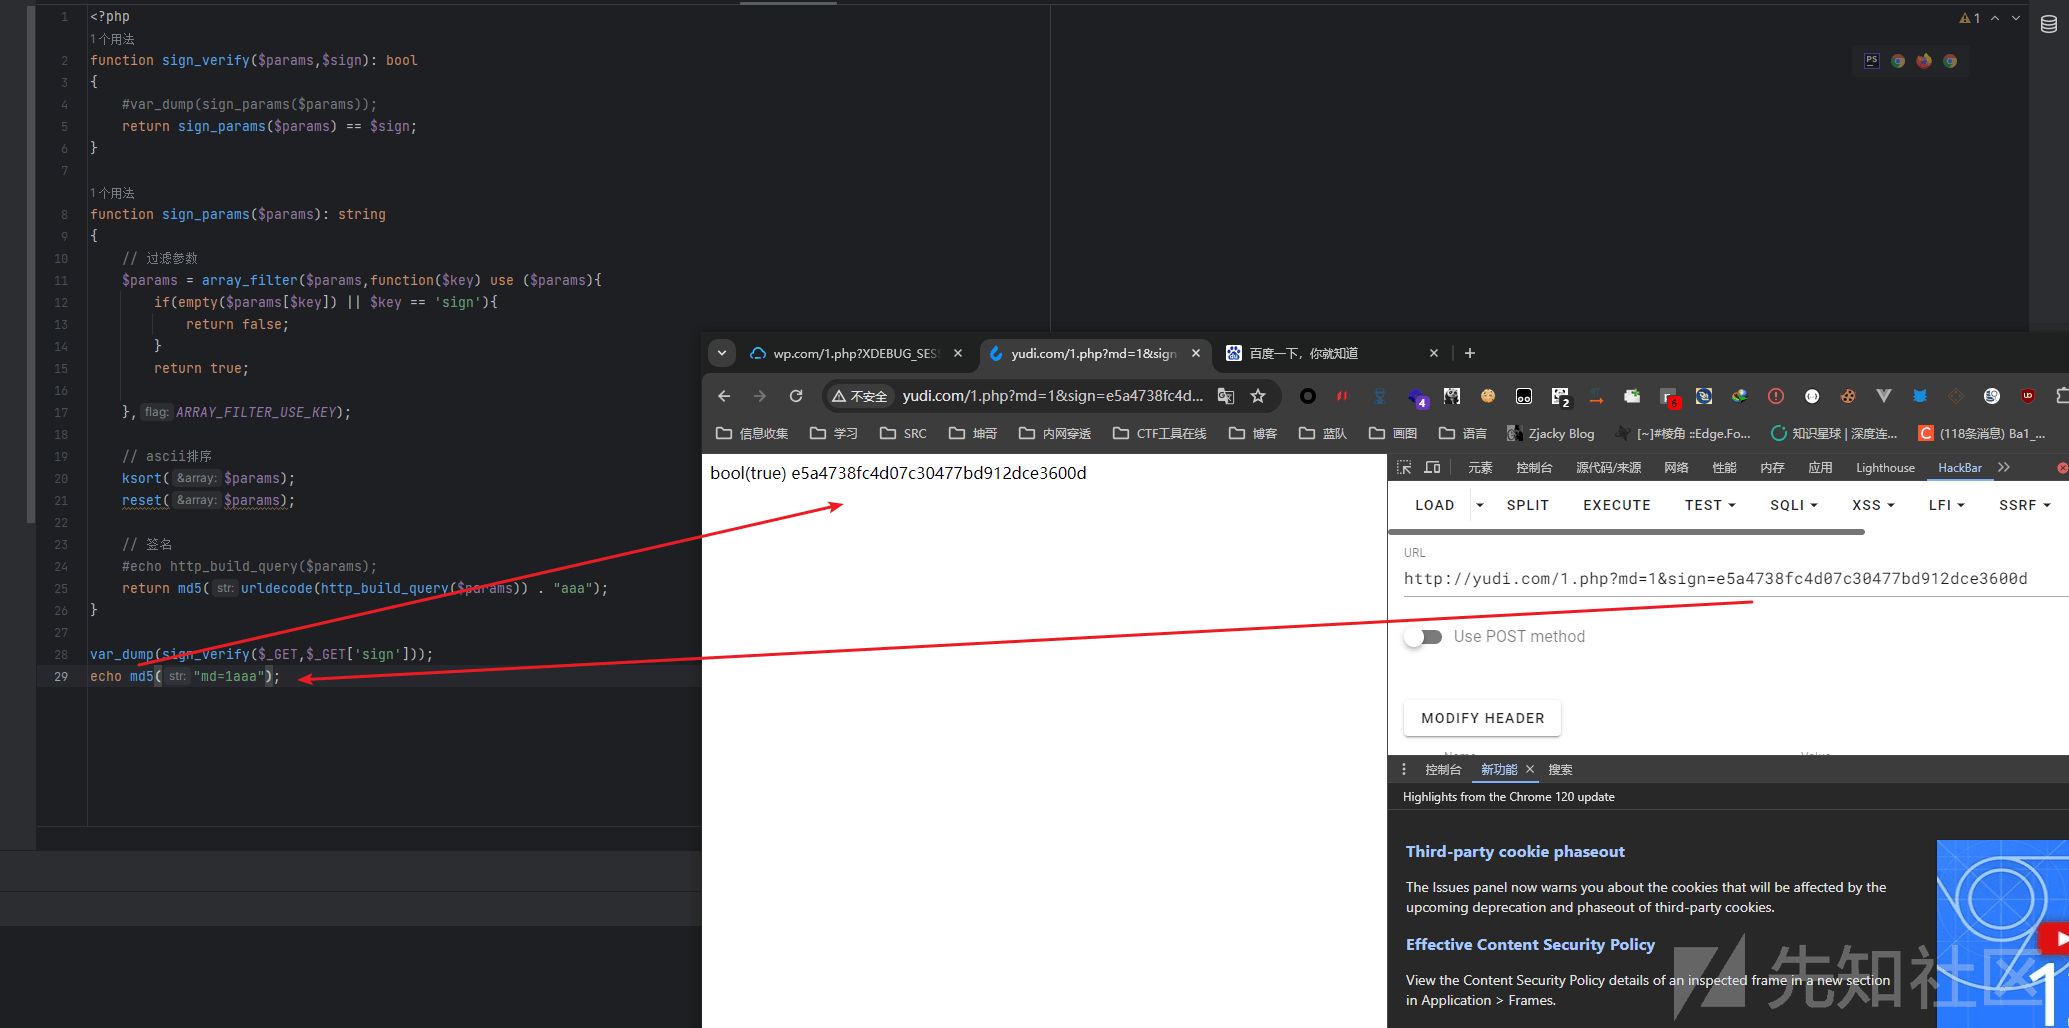 1 <?php
1个用法
2 function sign_verify($params,$sign): bool
3 {
4 #var_dump(sign_params($params));
5 return sign_params($params) == $sign;
6 }
7
1个用法
8 function sign_params($params): string
9 {
10 // 过滤参数
11 $params = array_filter($params,function($key) use ($params){
12 if(empty($params[$key]) || $key == 'sign'){
13 return false;
14 }
15 return true;
16
17 }, flag: ARRAY_FILTER_USE_KEY);
18
19 // ascii排序
20 ksort( &array: $params);
21 reset( &array: $params);
22
23 // 签名
24 #echo http_build_query($params);
25 return md5( str: urldecode(http_build_query($params)) . "aaa");
26 }
27
28 var_dump(sign_verify($_GET,$_GET['sign']));
29 echo md5( str: "md=1aaa");
1
PS
wp.com/1.php?XDEBUG_SES
yudi.com/1.php?md=1&sign
百度一下，你就知道
不安全 yudi.com/1.php?md=1&sign=e5a4738fc4d...
4 2 6
信息收集 学习 SRC 坤哥 内网穿透 CTF工具在线 博客 蓝队 画图 语言 Zjacky Blog [~]#棱角 ::Edge.Fo... 知识星球 | 深度连... (118条消息) Ba1_...
bool(true) e5a4738fc4d07c30477bd912dce3600d
元素 控制台 源代码/来源 网络 性能 内存 应用 Lighthouse HackBar
LOAD SPLIT EXECUTE TEST SQLI XSS LFI SSRF
URL
http://yudi.com/1.php?md=1&sign=e5a4738fc4d07c30477bd912dce3600d
Use POST method
MODIFY HEADER
Name Value
控制台 新功能 搜索
Highlights from the Chrome 120 update
Third-party cookie phaseout
The Issues panel now warns you about the cookies that will be affected by the
upcoming deprecation and phaseout of third-party cookies.
Effective Content Security Policy
View the Content Security Policy details of an inspected frame in a new section
in Application > Frames.
先知社区